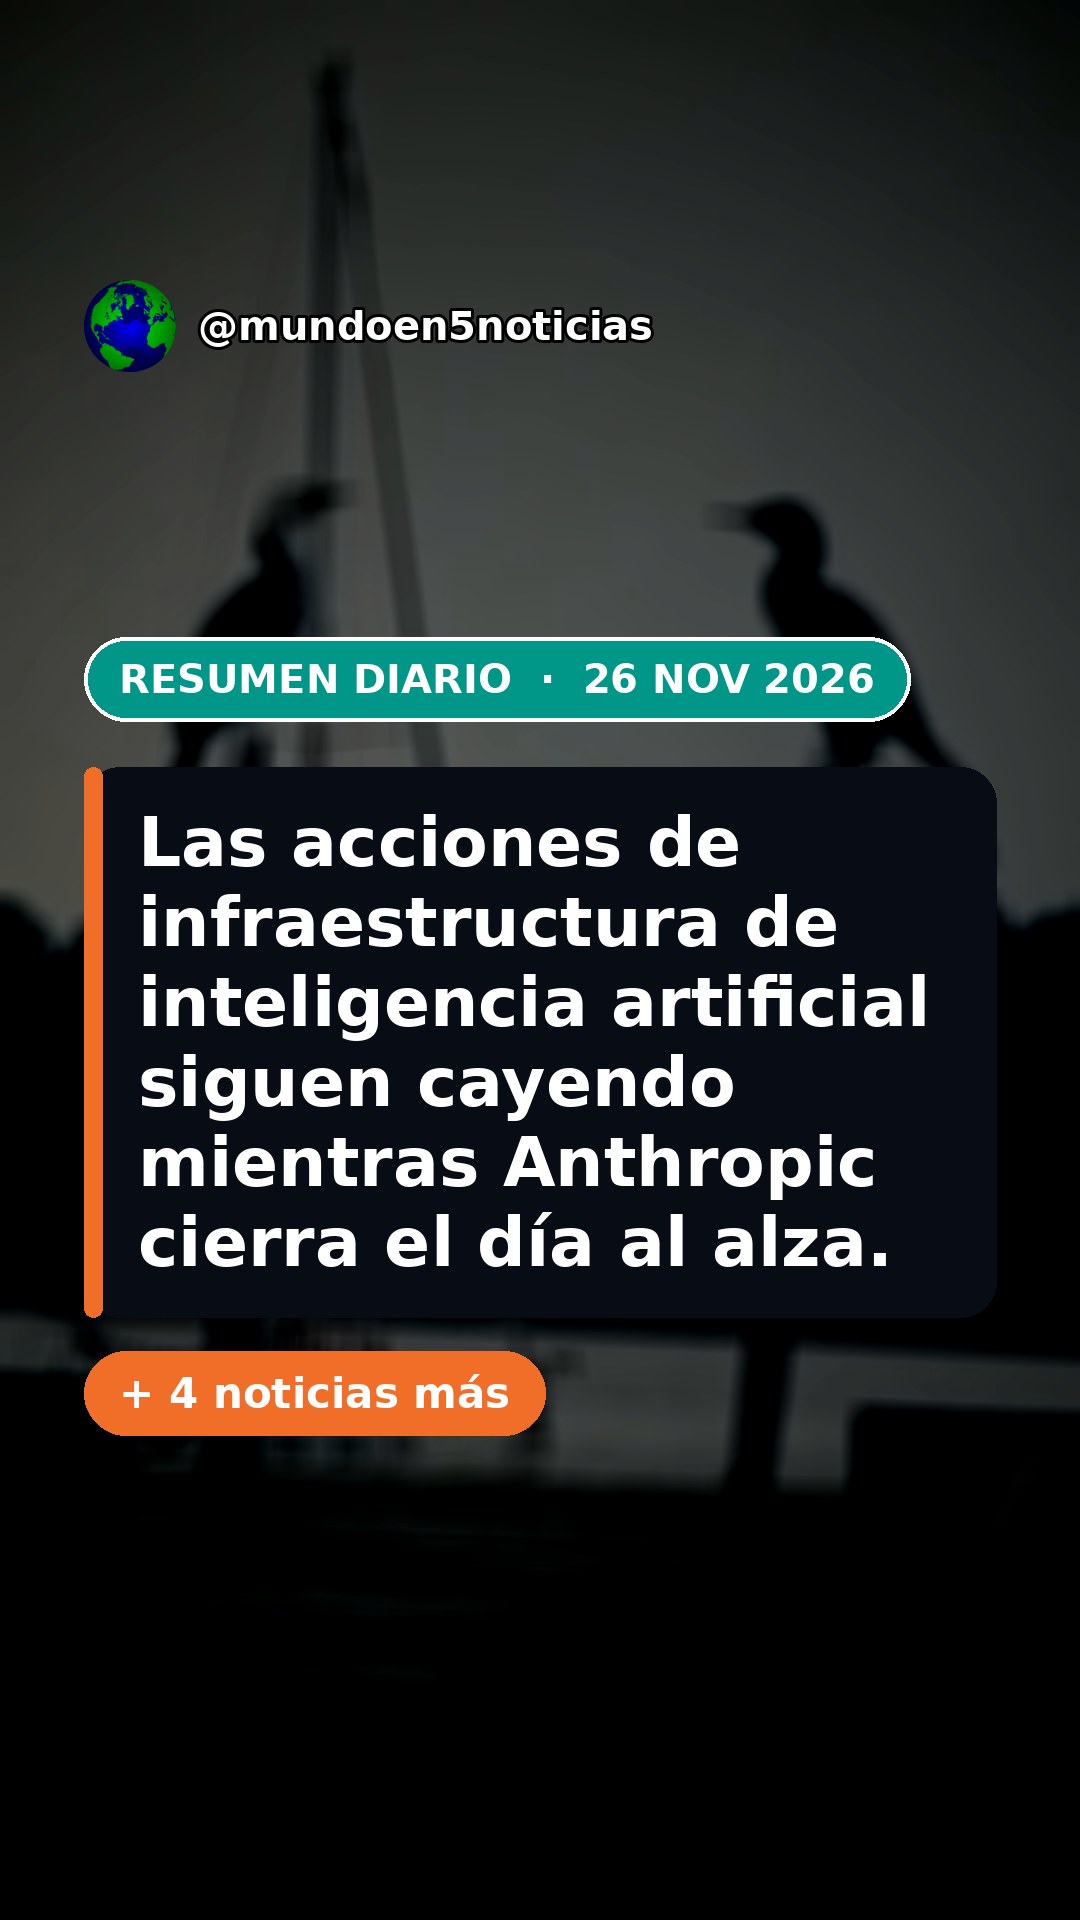 @mundoen5noticias
RESUMEN DIARIO · 26 NOV 2026
Las acciones de
infraestructura de
inteligencia artificial
siguen cayendo
mientras Anthropic
cierra el día al alza.
+ 4 noticias más